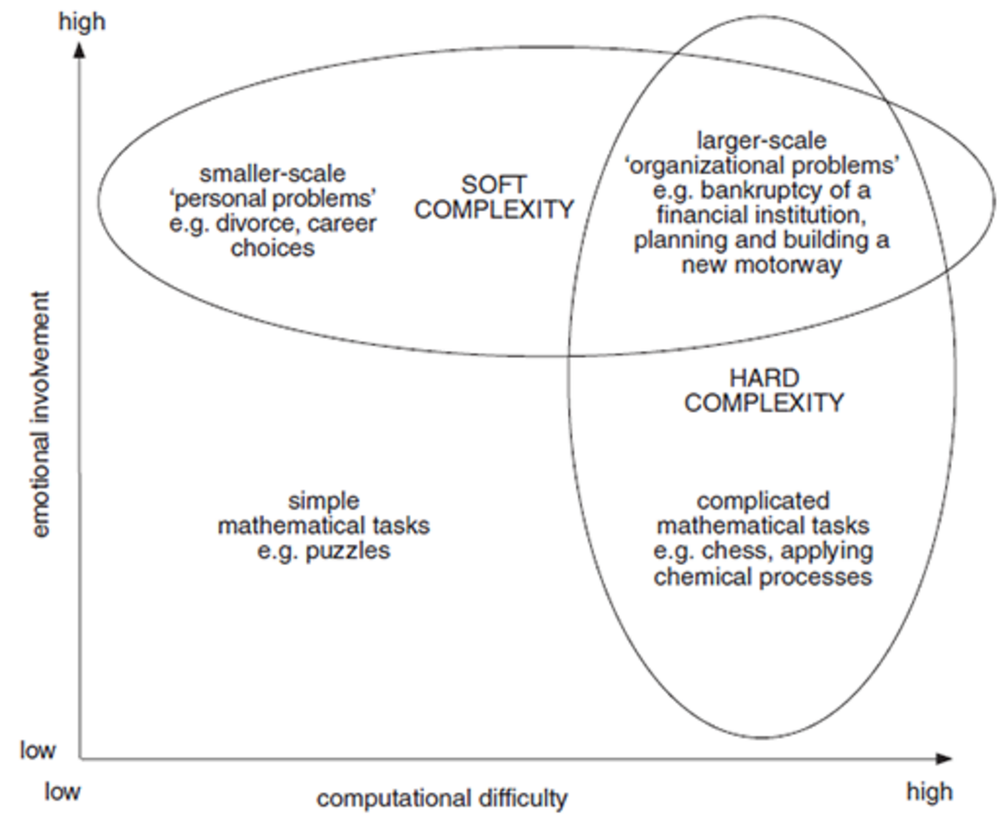 high
smaller-scale
‘personal problems’
e.g. divorce, career
choices
SOFT
COMPLEXITY
larger-scale
‘organizational problems’
e.g. bankruptcy of a
financial institution,
planning and building a
new motorway
emotional involvement
HARD
COMPLEXITY
simple
mathematical tasks
e.g. puzzles
complicated
mathematical tasks
e.g. chess, applying
chemical processes
low
low
computational difficulty
high